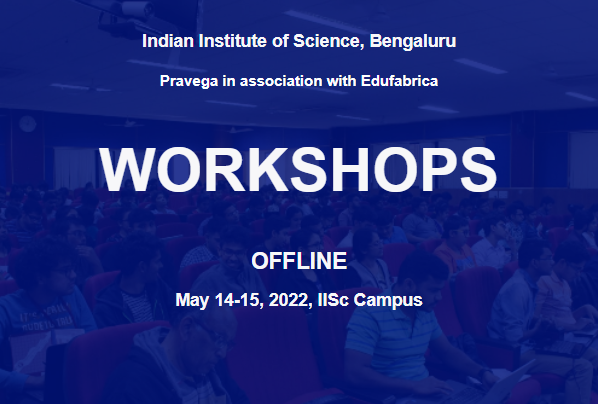 Indian Institute of Science, Bengaluru
Pravega in association with Edufabrica
WORKSHOPS
OFFLINE
May 14-15, 2022, IISc Campus